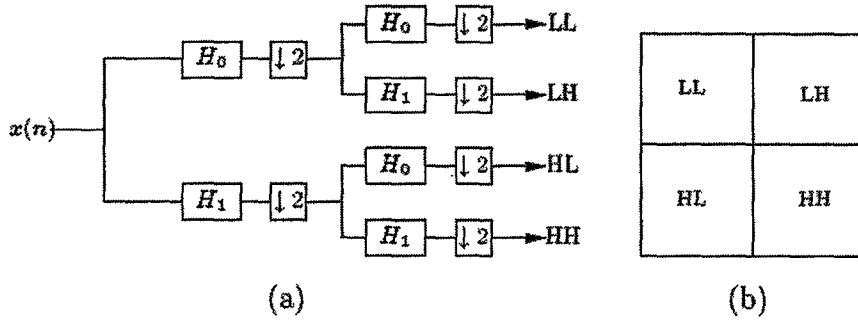 H₀ ↓ 2 LL
H₀ ↓ 2
H₁ ↓ 2 LH
x(n)
H₀ ↓ 2 HL
H₁ ↓ 2
H₁ ↓ 2 HH
(a)
LL LH
HL HH
(b)